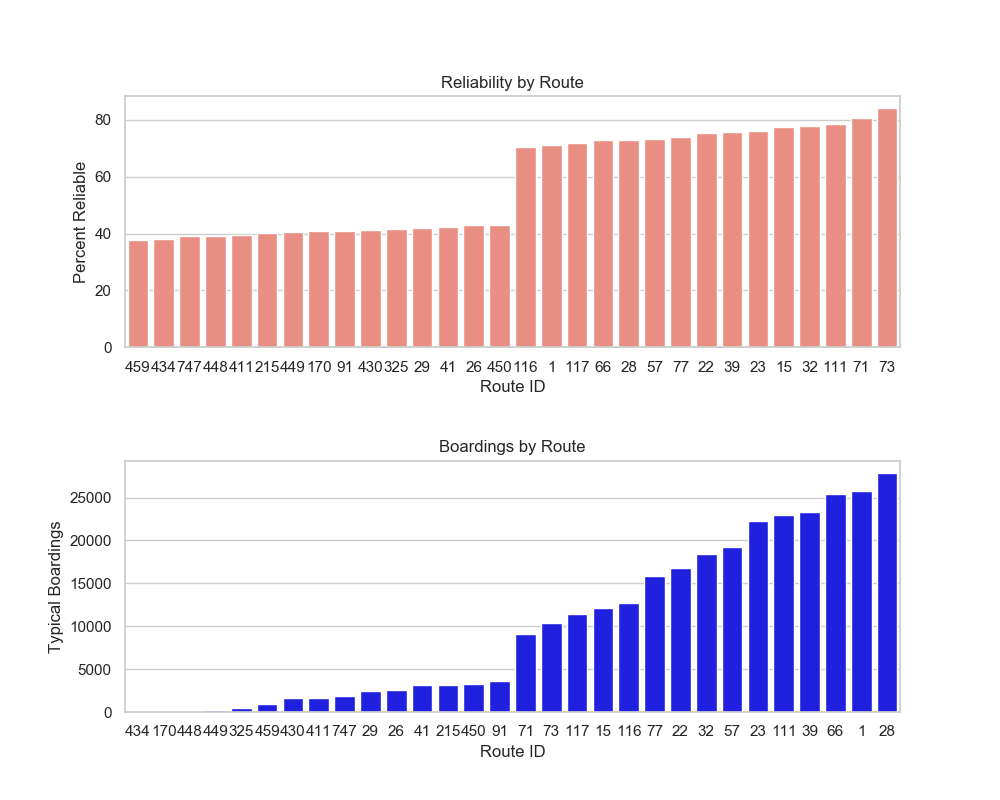 Reliability by Route
Percent Reliable
80
60
40
20
0
459 434 747 448 411 215 449 170 91 430 325 29 41 26 450 116 1 117 66 28 57 77 22 39 23 15 32 111 71 73
Route ID
Boardings by Route
Typical Boardings
25000
20000
15000
10000
5000
0
434 170 448 449 325 459 430 411 747 29 26 41 215 450 91 71 73 117 15 116 77 22 32 57 23 111 39 66 1 28
Route ID